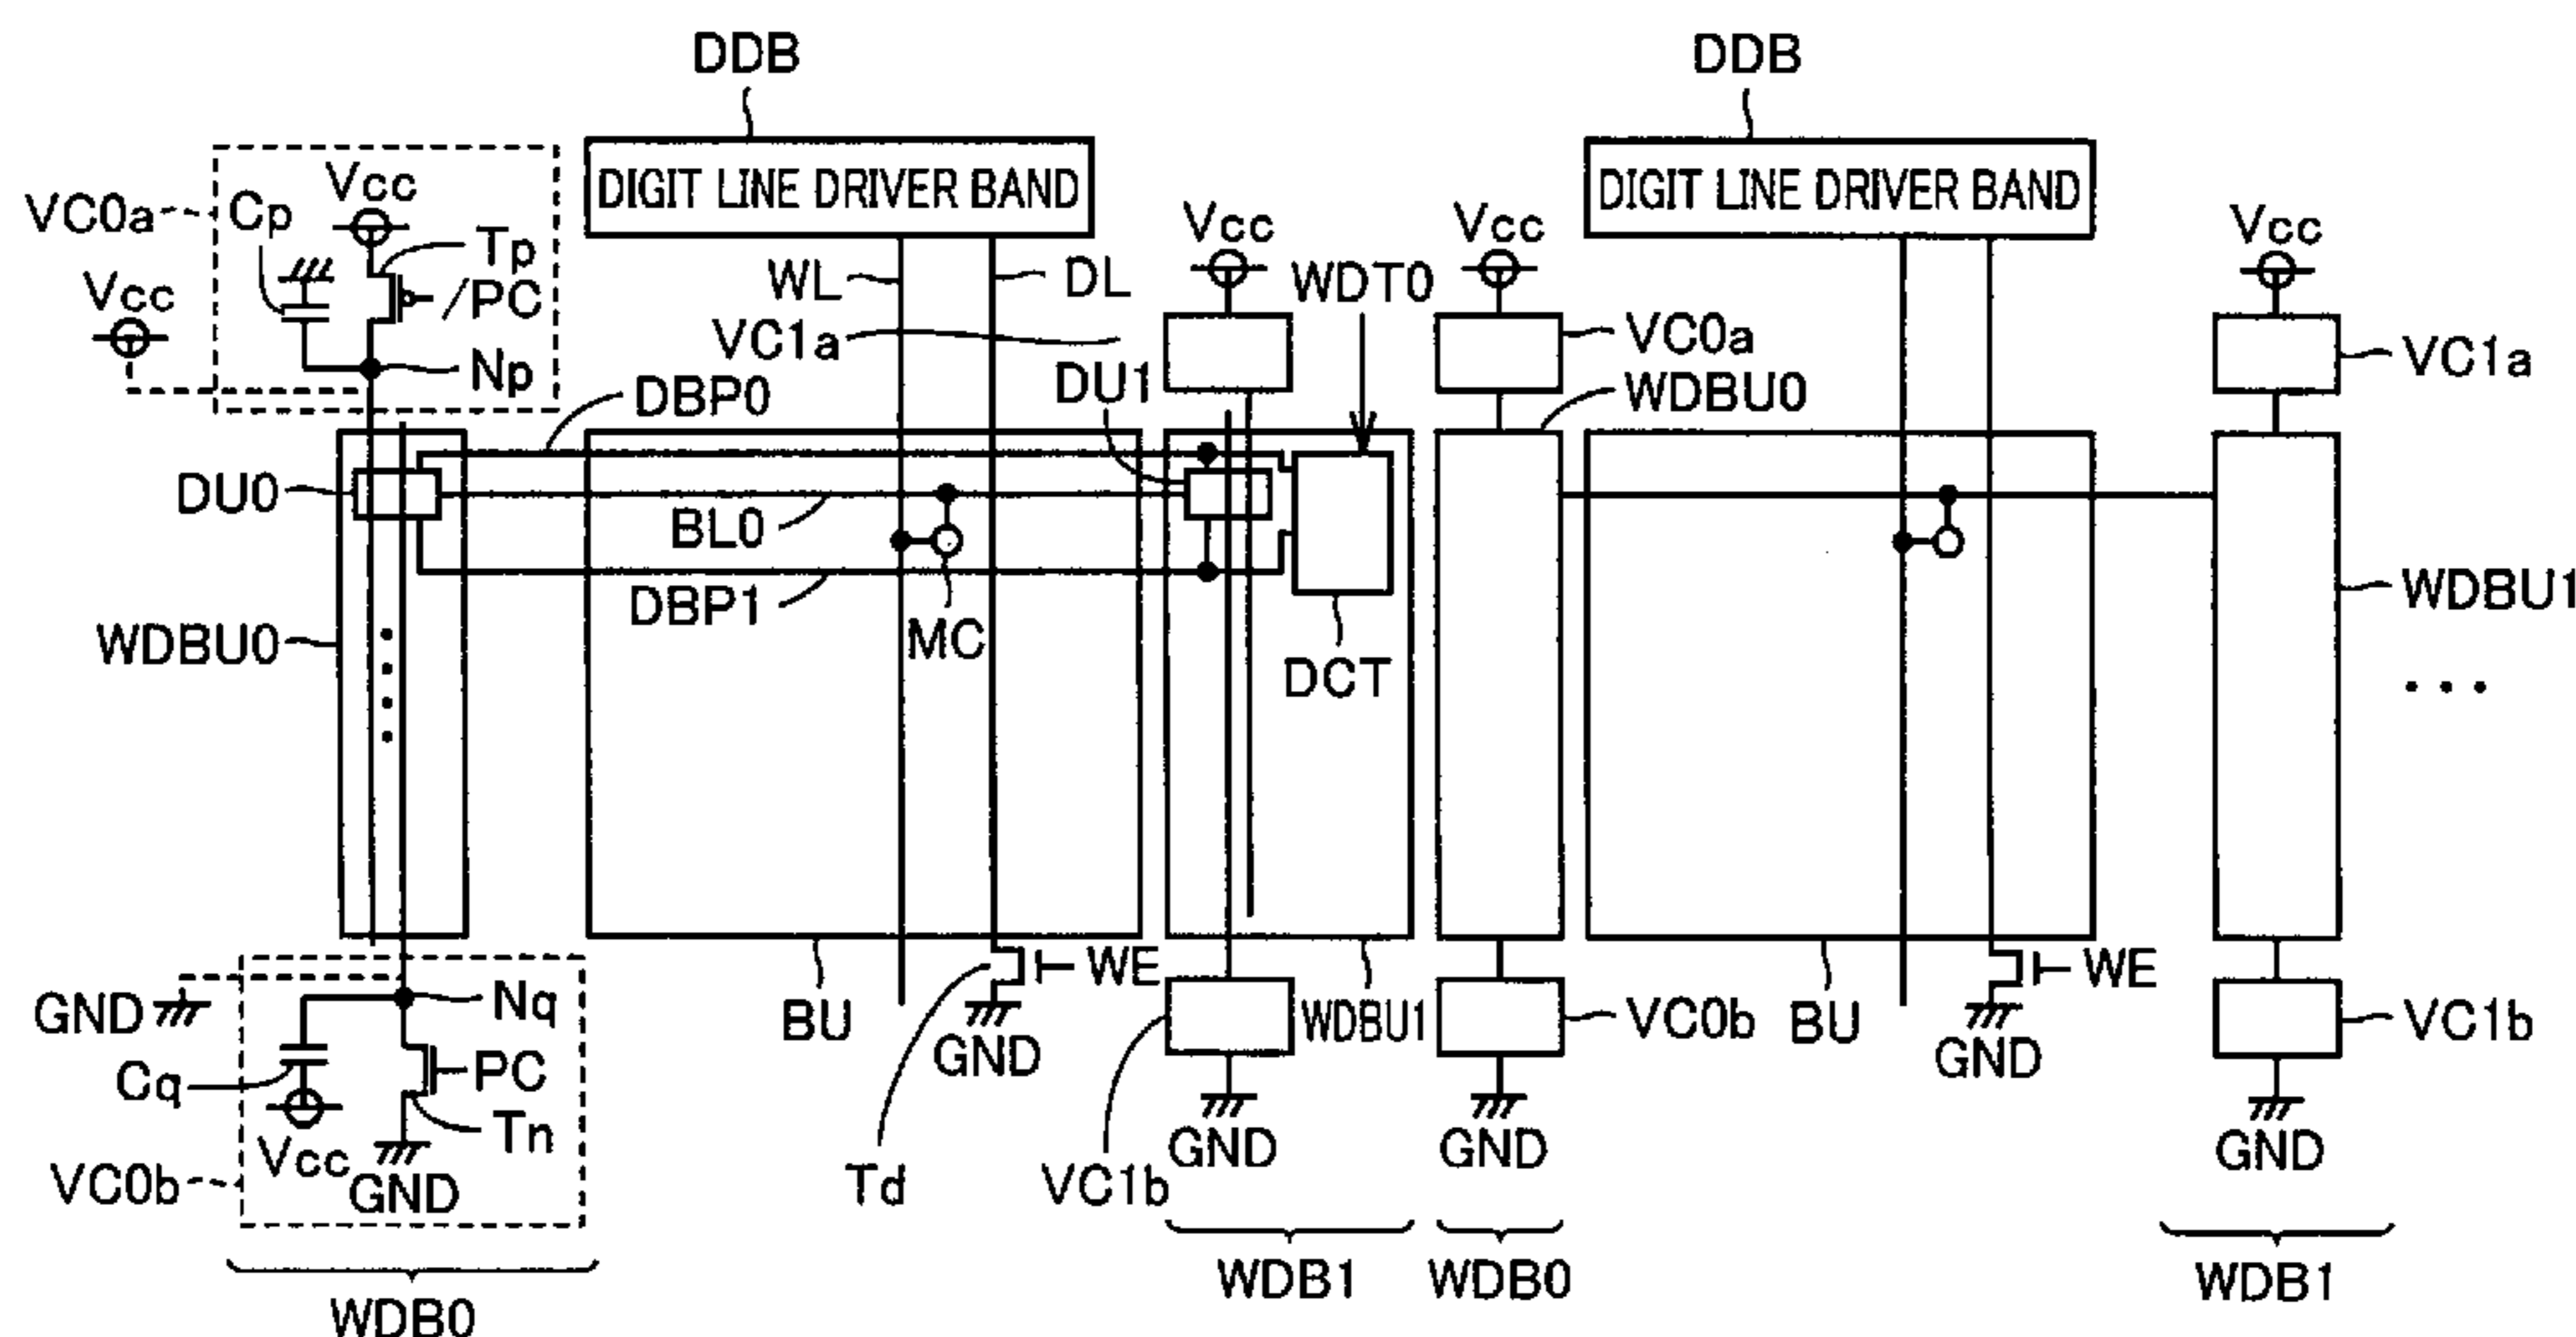 DDB
DDB
DIGIT LINE DRIVER BAND
DIGIT LINE DRIVER BAND
VC0a
Cp
Vcc
Tp
/PC
Vcc
Np
WL
DL
VC1a
Vcc
WDT0
Vcc
VC0a
Vcc
VC1a
DBP0
DU1
WDBU0
DU0
BL0
DBP1
MC
DCT
WDBU0
WDBU1
GND
Nq
Cq
PC
Tn
Vcc
GND
VC0b
BU
WE
GND
Td
VC1b
WDBU1
GND
VC0b
GND
BU
WE
GND
VC1b
GND
WDB0
WDB1
WDB0
WDB1